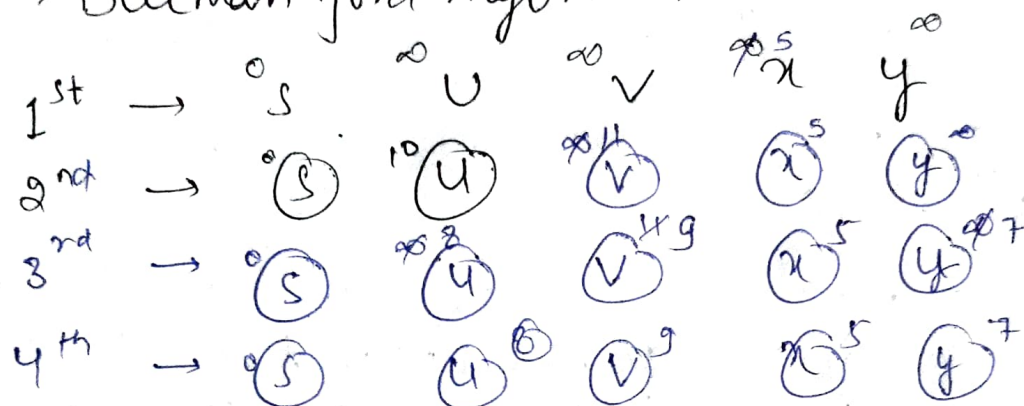 1st → 0 S ∞ U ∞ V ∞ 5 x y ∞
2nd → 0 S 10 u ∞ 11 V x 5 y ∞
3rd → 0 S ∞ 8 u V 11 9 x 5 y ∞ 7
4th → 0 S u 8 V 9 x 5 y 7